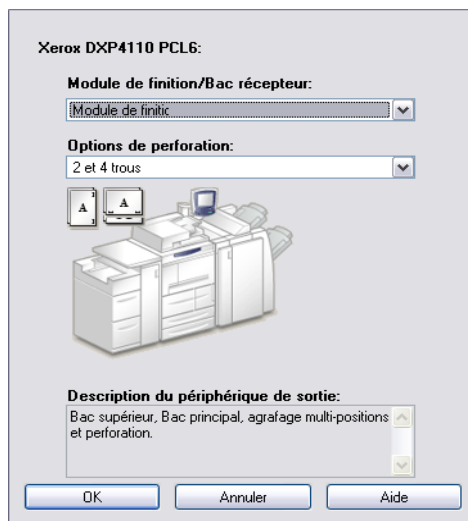 Xerox DXP4110 PCL6:
Module de finition/Bac récepteur:
Module de finitic
Options de perforation:
2 et 4 trous
A A
Description du périphérique de sortie:
Bac supérieur, Bac principal, agrafage multi-positions
et perforation.
OK Annuler Aide